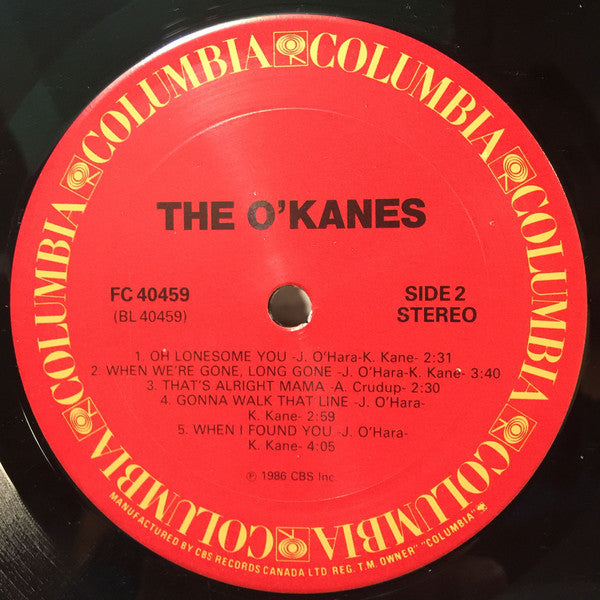 COLUMBIA COLUMBIA COLUMBIA COLUMBIA COLUMBIA COLUMBIA
THE O'KANES
FC 40459
(BL 40459)
SIDE 2
STEREO
1. OH LONESOME YOU -J. O'Hara-K. Kane- 2:31
2. WHEN WE'RE GONE, LONG GONE -J. O'Hara-K. Kane- 3:40
3. THAT'S ALRIGHT MAMA -A. Crudup- 2:30
4. GONNA WALK THAT LINE -J. O'Hara-
K. Kane- 2:59
5. WHEN I FOUND YOU -J. O'Hara-
K. Kane- 4:05
℗ 1986 CBS Inc.
MANUFACTURED BY CBS RECORDS CANADA LTD REG. T.M. OWNER" "COLUMBIA"